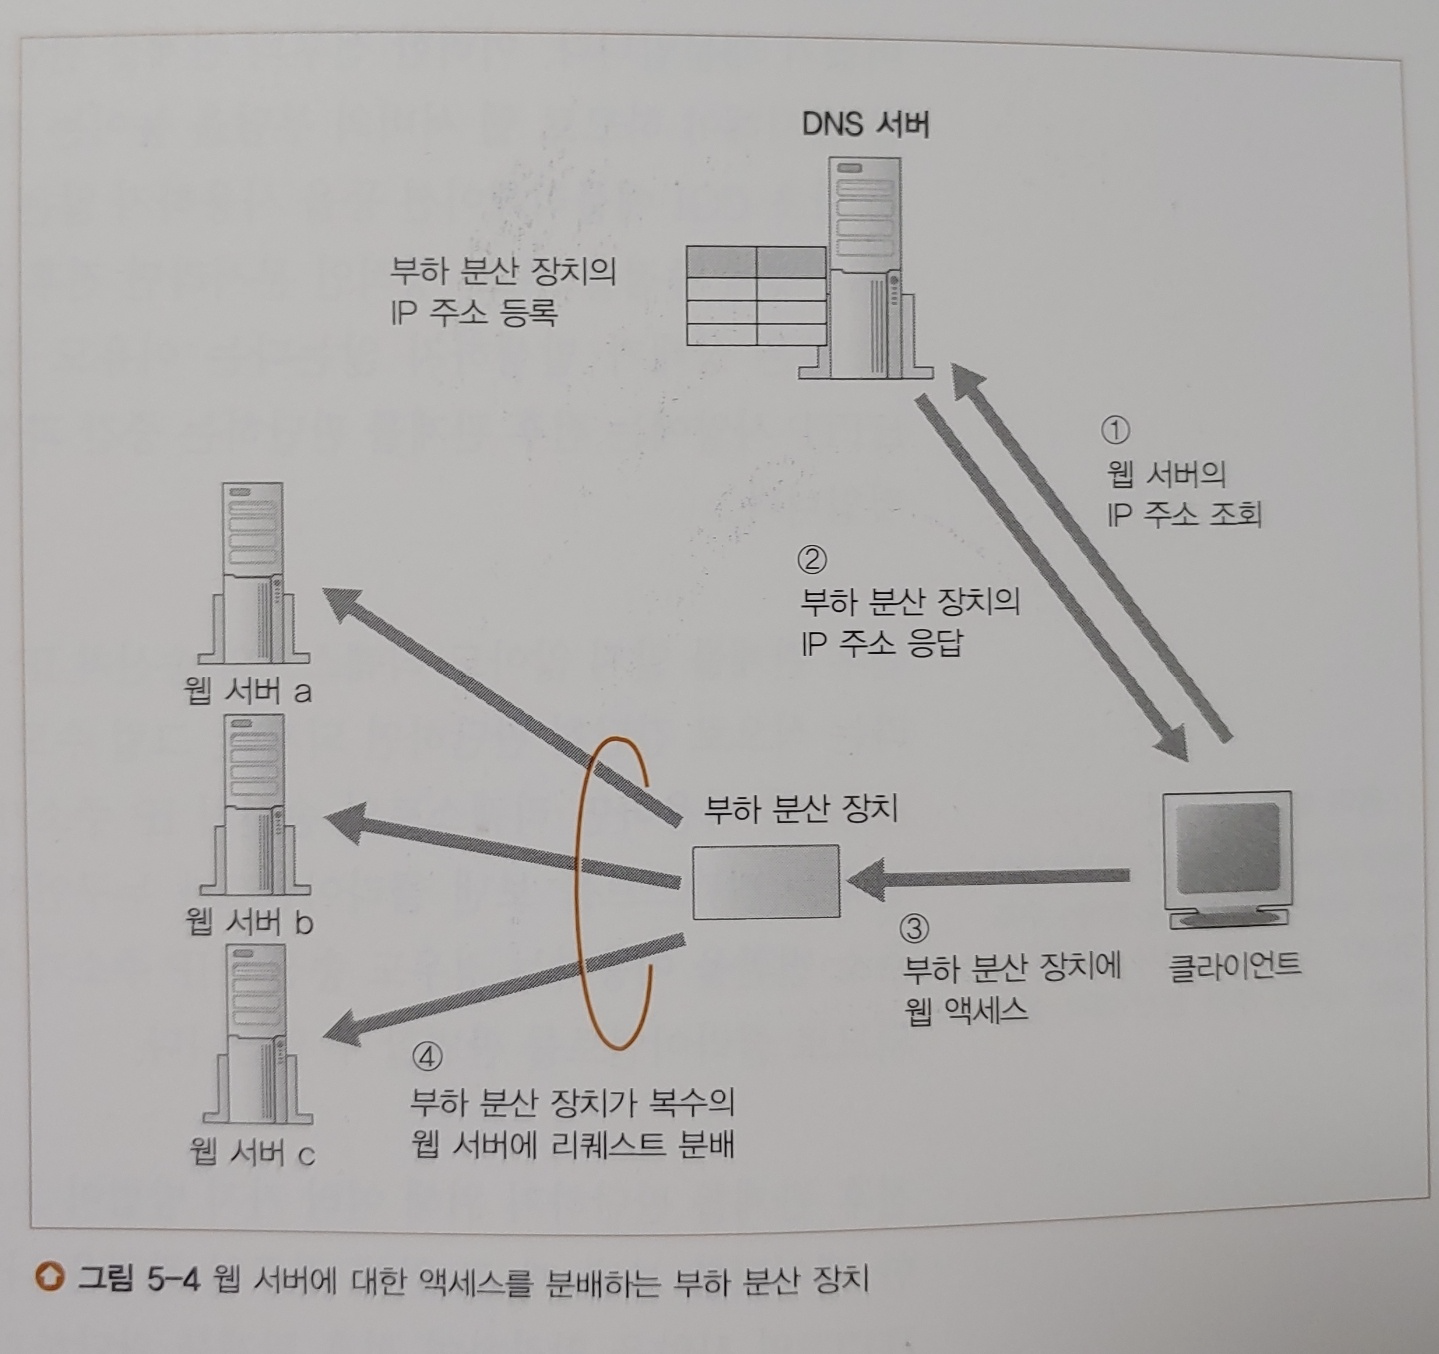 DNS 서버
부하 분산 장치의
IP 주소 등록
①
웹 서버의
IP 주소 조회
②
부하 분산 장치의
IP 주소 응답
웹 서버 a
부하 분산 장치
웹 서버 b
③
부하 분산 장치에
웹 액세스
클라이언트
④
부하 분산 장치가 복수의
웹 서버에 리퀘스트 분배
웹 서버 c
그림 5-4 웹 서버에 대한 액세스를 분배하는 부하 분산 장치